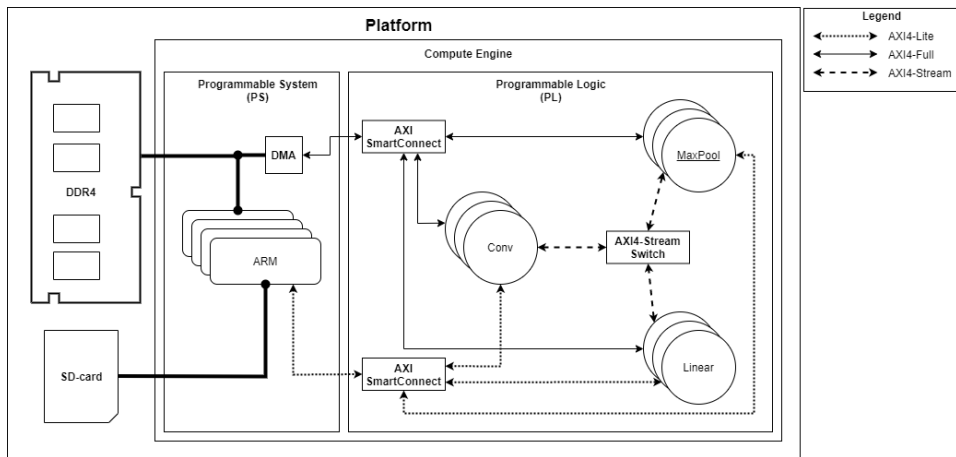 Platform
Legend
AXI4-Lite
AXI4-Full
AXI4-Stream
Compute Engine
Programmable System
(PS)
Programmable Logic
(PL)
AXI
SmartConnect
DMA
MaxPool
DDR4
Conv
AXI4-Stream
Switch
ARM
AXI
SmartConnect
Linear
SD-card